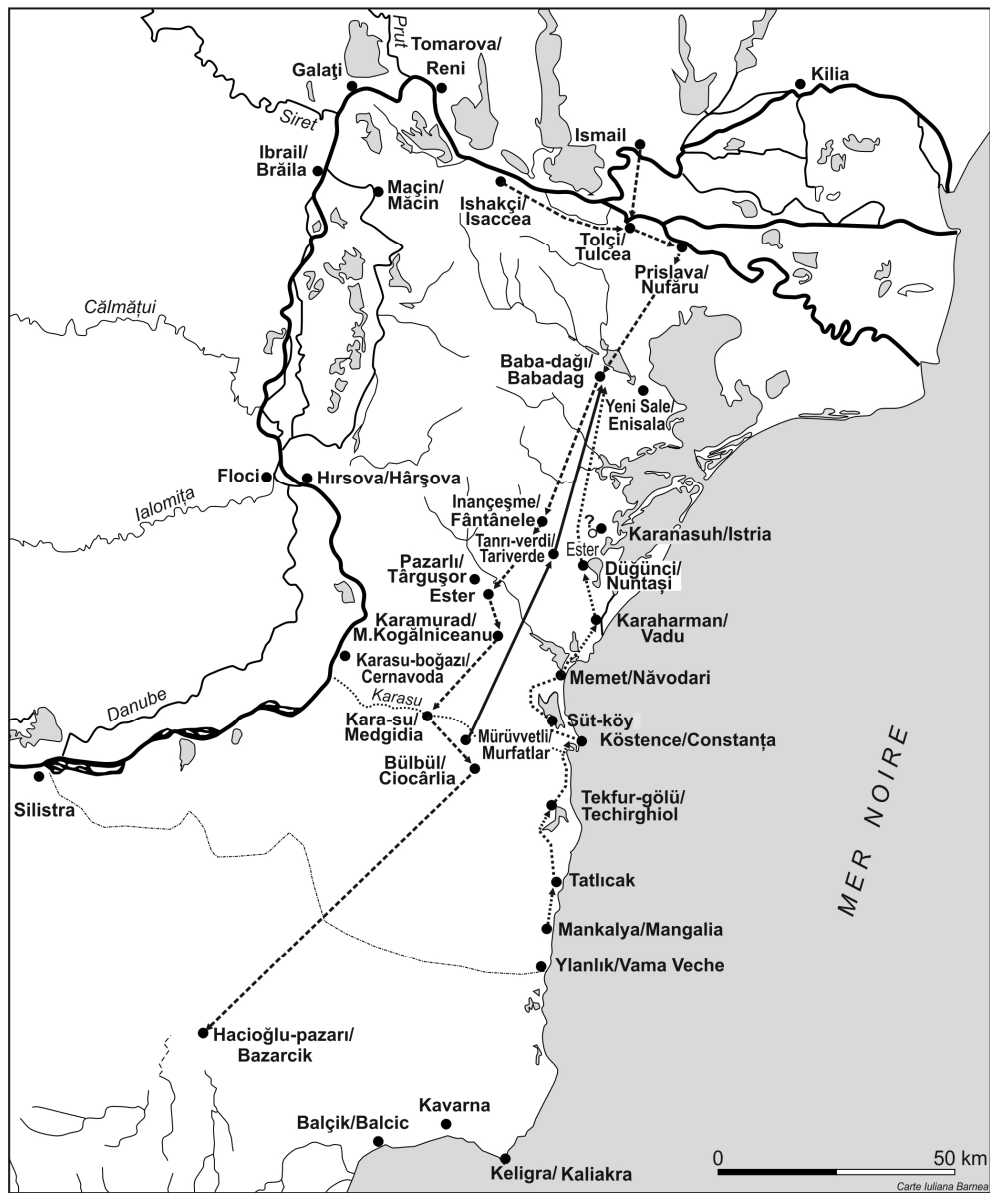 Prut
Tomarova/
Reni
Galaţi
Siret
Kilia
Ismail
Ibrail/
Brăila
Maçin/
Măcin
Ishakçi/
Isaccea
Tolçi/
Tulcea
Prislava/
Nufăru
Călmăţui
Baba-dağı/
Babadag
Yeni Sale/
Enisala
Floci
Hırsova/Hârşova
Ialomiţa
Inançeşme/
Fântânele
?
Karanasuh/Istria
Tanrı-verdi/
Tariverde
Ester
Pazarlı/
Târguşor
Ester
Düğünci/
Nuntaşi
Karamurad/
M.Kogălniceanu
Karaharman/
Vadu
Karasu-boğazı/
Cernavoda
Memet/Năvodari
Danube
Karasu
Kara-su/
Medgidia
Süt-köy
Mürüvvetli/
Murfatlar
Köstence/Constanţa
Bülbül/
Ciocârlia
Silistra
Tekfur-gölü/
Techirghiol
MER NOIRE
Tatlıcak
Mankalya/Mangalia
Ylanlık/Vama Veche
Hacioğlu-pazarı/
Bazarcik
Kavarna
Balçik/Balcic
Keligra/ Kaliakra
0 50 km
Carte Iuliana Barnea